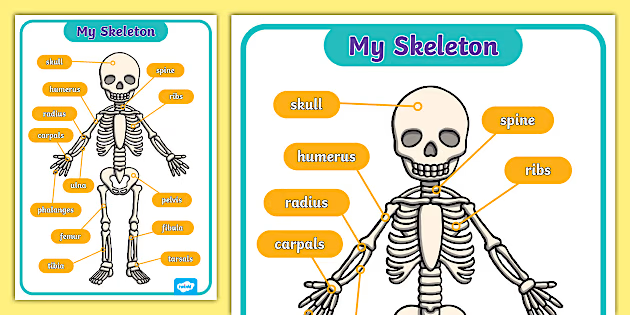 My Skeleton
skull
spine
humerus
ribs
radius
carpals
ulna
pelvis
phalanges
fibula
femur
tibia
tarsals
twinkl
My Skeleton
skull
spine
humerus
ribs
radius
carpals